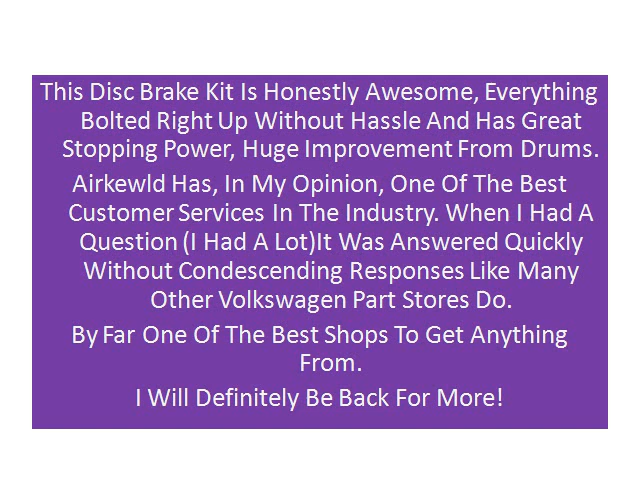 This Disc Brake Kit Is Honestly Awesome, Everything
Bolted Right Up Without Hassle And Has Great
Stopping Power, Huge Improvement From Drums.
Airkewld Has, In My Opinion, One Of The Best
Customer Services In The Industry. When I Had A
Question (I Had A Lot)It Was Answered Quickly
Without Condescending Responses Like Many
Other Volkswagen Part Stores Do.
By Far One Of The Best Shops To Get Anything
From.
I Will Definitely Be Back For More!